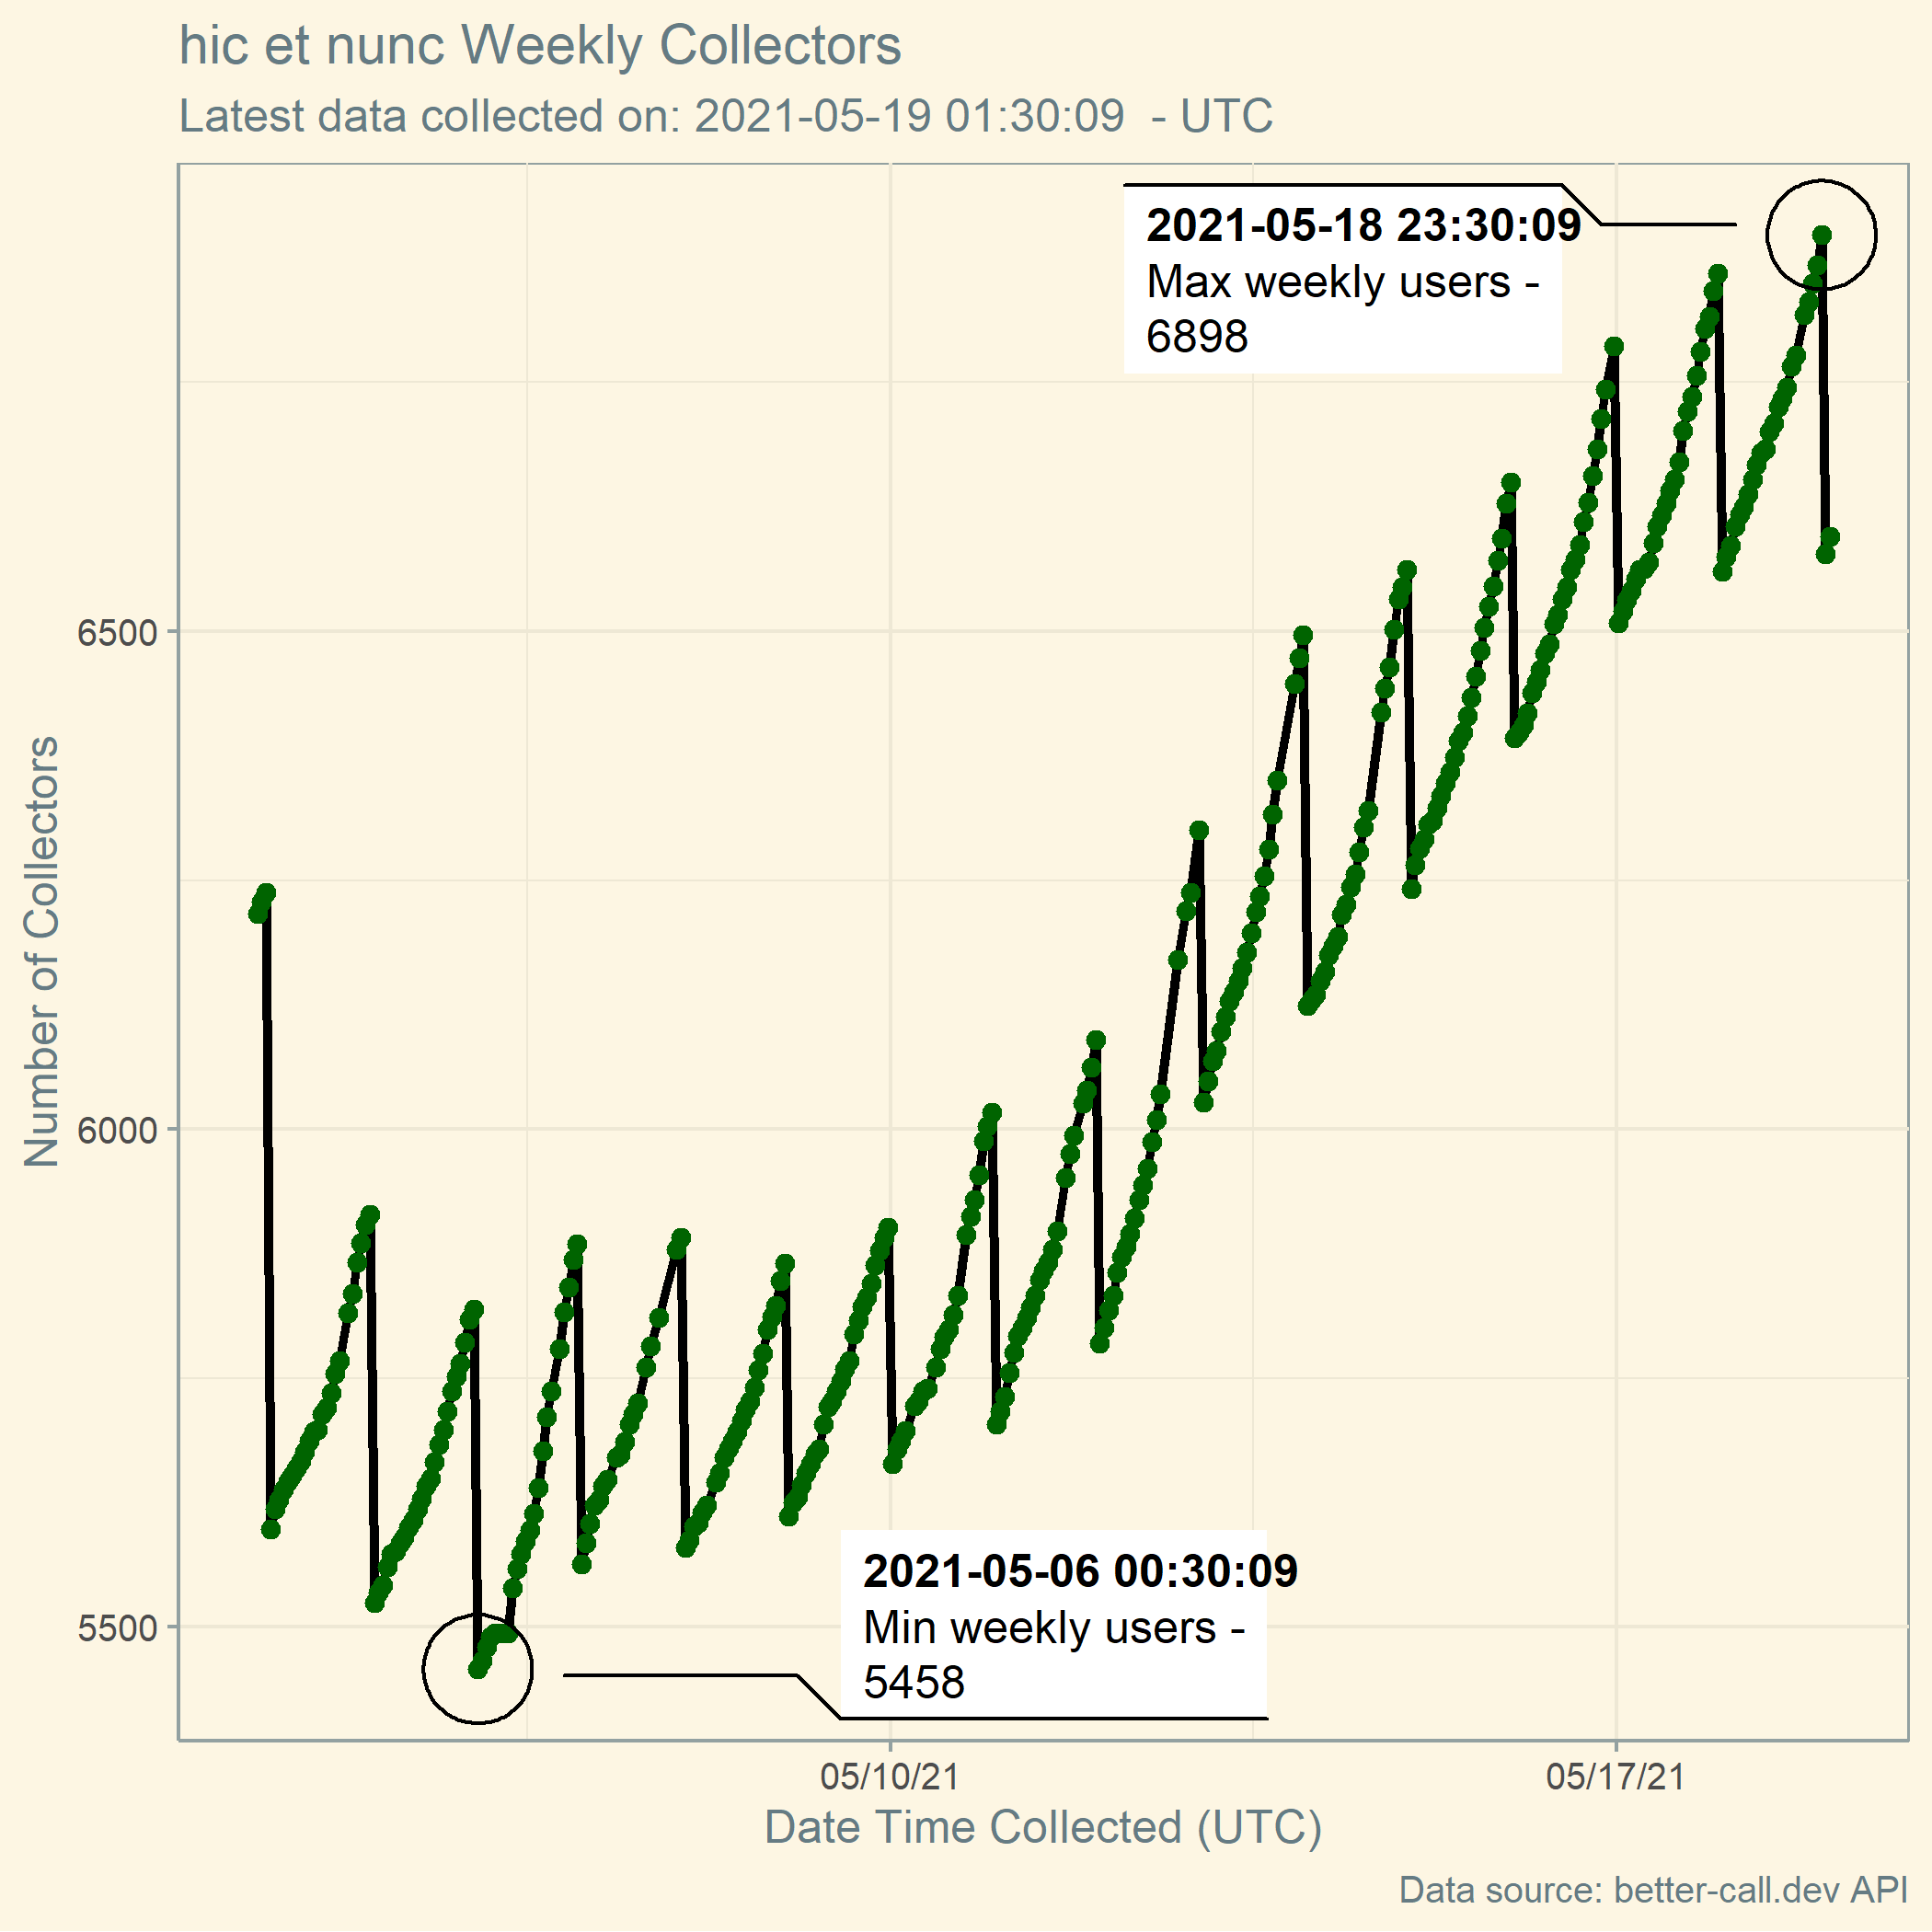 hic et nunc Weekly Collectors
Latest data collected on: 2021-05-19 01:30:09  - UTC
2021-05-18 23:30:09
Max weekly users -
6898
Number of Collectors
6500
6000
5500
2021-05-06 00:30:09
Min weekly users -
5458
05/10/21
05/17/21
Date Time Collected (UTC)
Data source: better-call.dev API